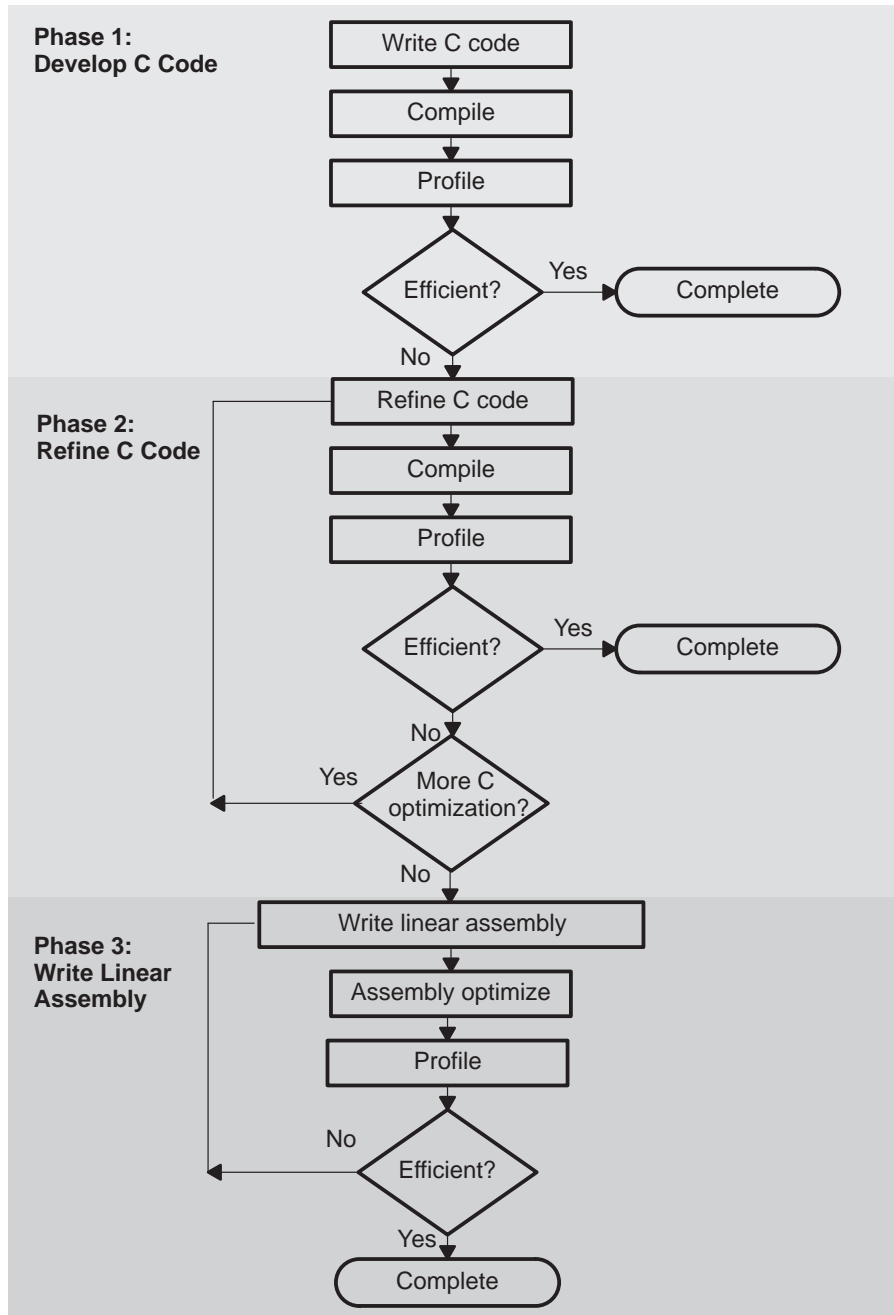 Phase 1:
Develop C Code
Write C code
Compile
Profile
Efficient?
Yes
Complete
No
Phase 2:
Refine C Code
Refine C code
Compile
Profile
Efficient?
Yes
Complete
No
More C
optimization?
Yes
No
Phase 3:
Write Linear
Assembly
Write linear assembly
Assembly optimize
Profile
No
Efficient?
Yes
Complete